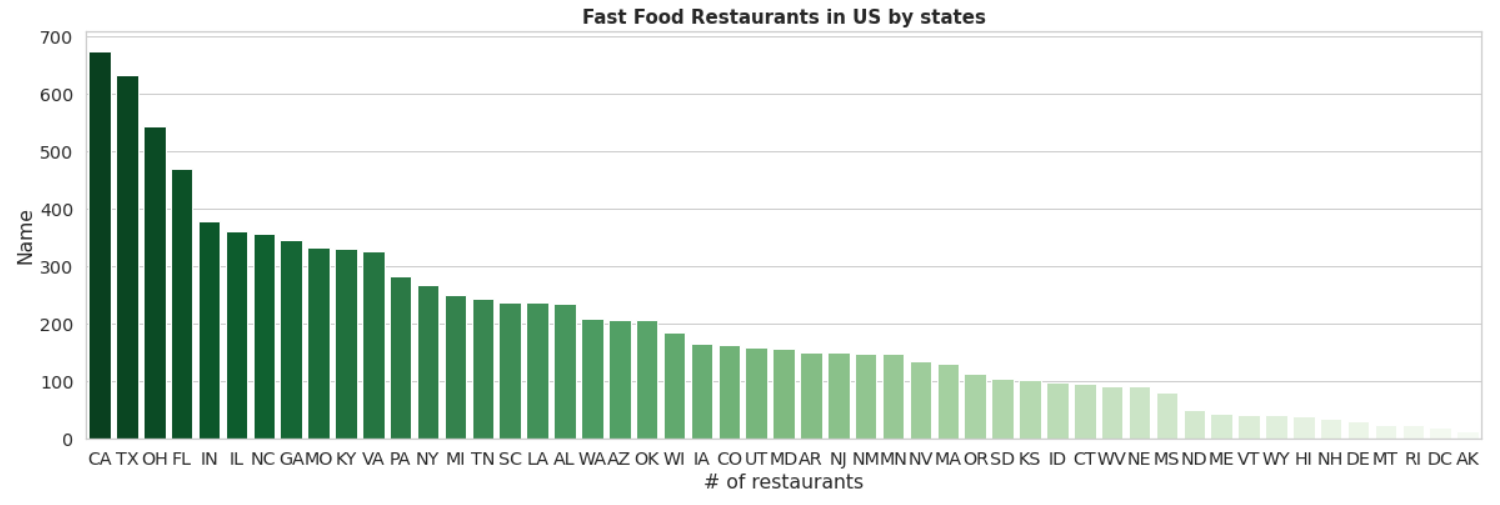 Fast Food Restaurants in US by states
700
600
500
400
300
200
100
0
Name
CA TX OH FL IN IL NC GA MO KY VA PA NY MI TN SC LA AL WA AZ OK WI IA CO UT MD AR NJ NM MN NV MA OR SD KS ID CT WV NE MS ND ME VT WY HI NH DE MT RI DC AK
# of restaurants